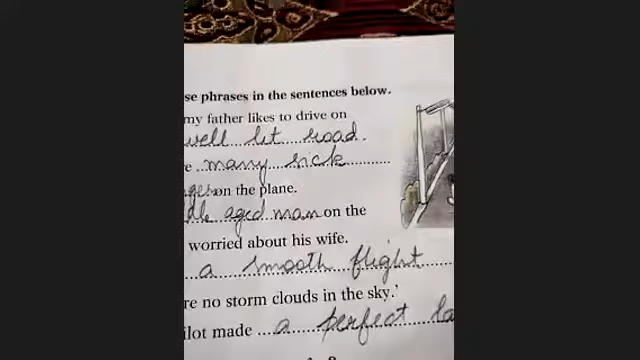 se phrases in the sentences below.
my father likes to drive on
well lit road.
e many sick
on the plane.
dle aged man on the
worried about his wife.
a smooth flight
re no storm clouds in the sky.'
ilot made a perfect la